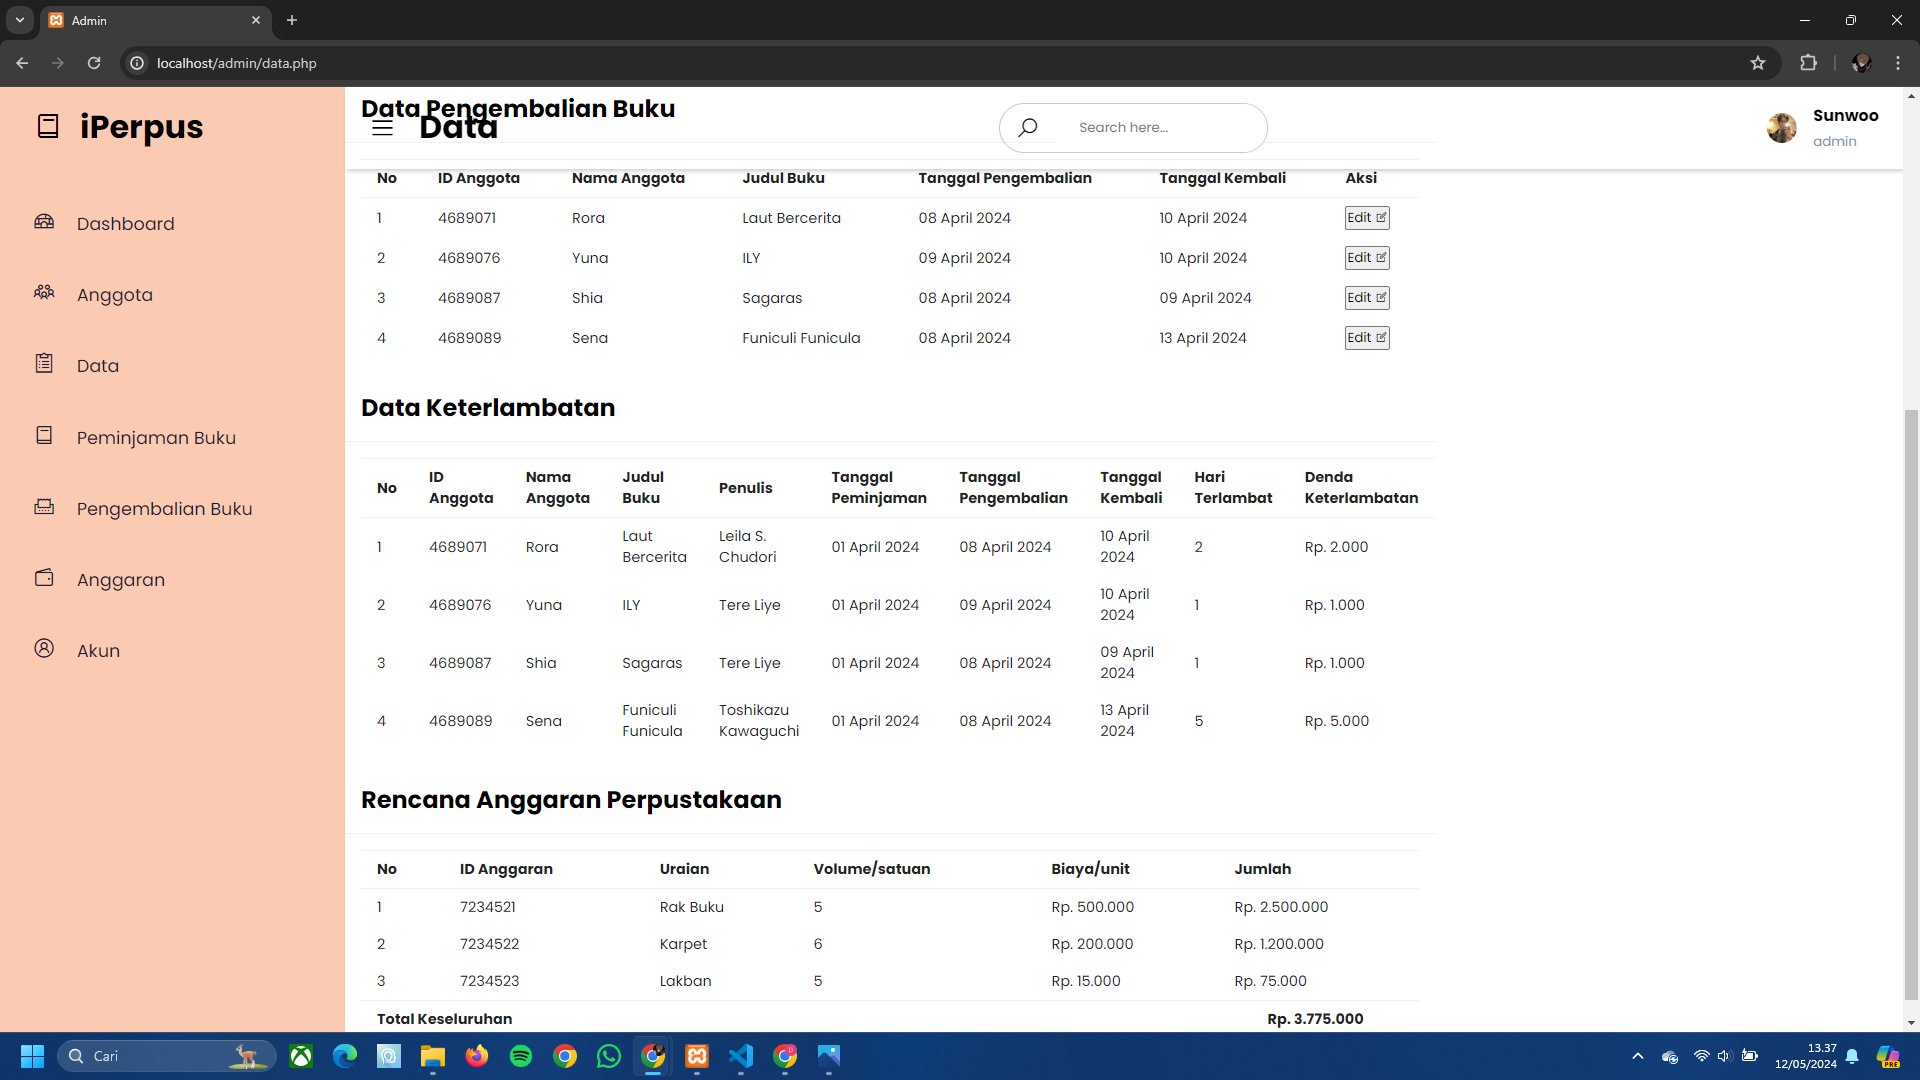 Admin
localhost/admin/data.php
iPerpus
Dashboard
Anggota
Data
Peminjaman Buku
Pengembalian Buku
Anggaran
Akun
Data Pengembalian Buku
Data
Search here...
Sunwoo
admin
No ID Anggota Nama Anggota Judul Buku Tanggal Pengembalian Tanggal Kembali Aksi
1 4689071 Rora Laut Bercerita 08 April 2024 10 April 2024 Edit
2 4689076 Yuna ILY 09 April 2024 10 April 2024 Edit
3 4689087 Shia Sagaras 08 April 2024 09 April 2024 Edit
4 4689089 Sena Funiculi Funicula 08 April 2024 13 April 2024 Edit
Data Keterlambatan
No ID Anggota Nama Anggota Judul Buku Penulis Tanggal Peminjaman Tanggal Pengembalian Tanggal Kembali Hari Terlambat Denda Keterlambatan
1 4689071 Rora Laut Bercerita Leila S. Chudori 01 April 2024 08 April 2024 10 April 2024 2 Rp. 2.000
2 4689076 Yuna ILY Tere Liye 01 April 2024 09 April 2024 10 April 2024 1 Rp. 1.000
3 4689087 Shia Sagaras Tere Liye 01 April 2024 08 April 2024 09 April 2024 1 Rp. 1.000
4 4689089 Sena Funiculi Funicula Toshikazu Kawaguchi 01 April 2024 08 April 2024 13 April 2024 5 Rp. 5.000
Rencana Anggaran Perpustakaan
No ID Anggaran Uraian Volume/satuan Biaya/unit Jumlah
1 7234521 Rak Buku 5 Rp. 500.000 Rp. 2.500.000
2 7234522 Karpet 6 Rp. 200.000 Rp. 1.200.000
3 7234523 Lakban 5 Rp. 15.000 Rp. 75.000
Total Keseluruhan Rp. 3.775.000
Cari
13.37
12/05/2024
PRE